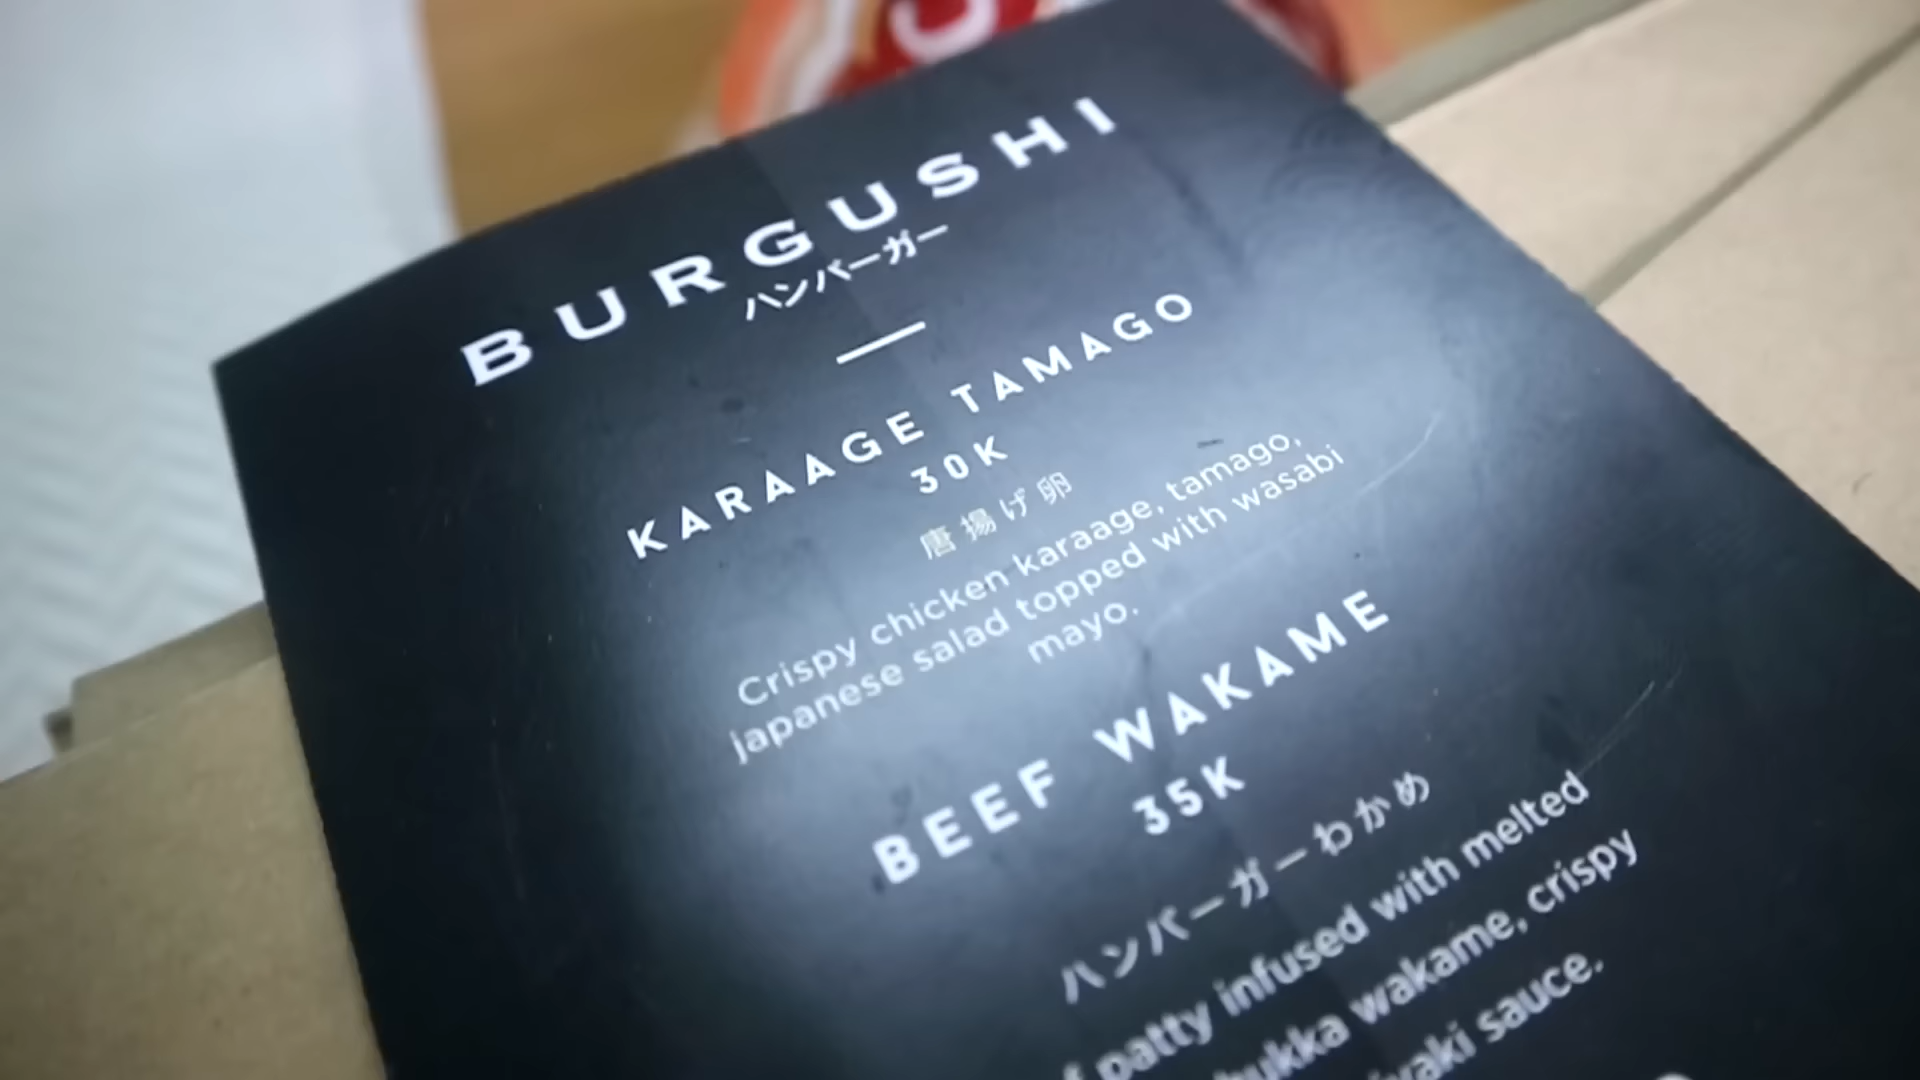 BURGUSHI
ハンバーガー
KARAAGE TAMAGO
30K
唐揚げ卵
Crispy chicken karaage, tamago,
japanese salad topped with wasabi
mayo.
BEEF WAKAME
35K
ハンバーガーわかめ
patty infused with melted
wakame, crispy
sauce.